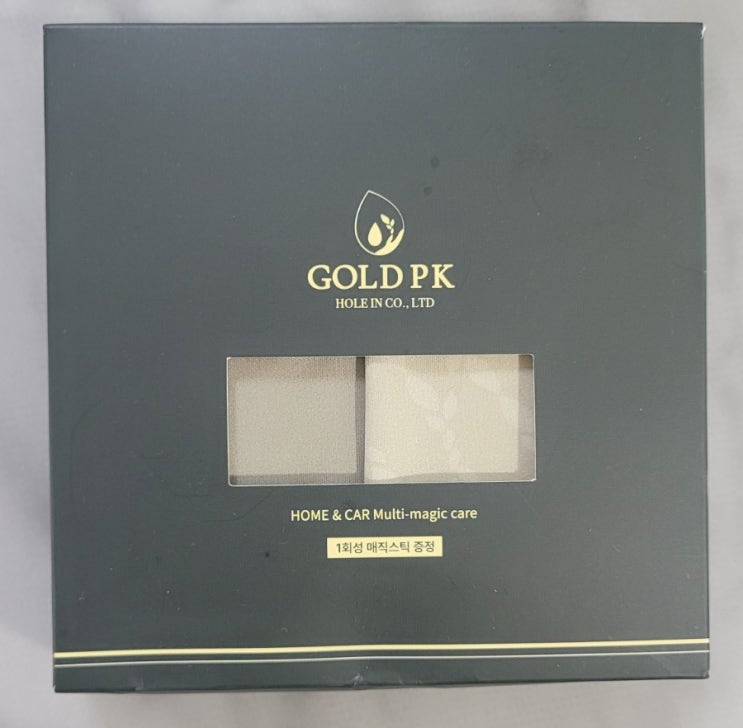 GOLD PK
HOLE IN CO., LTD
HOME & CAR Multi-magic care
1회성 매직스틱 증정